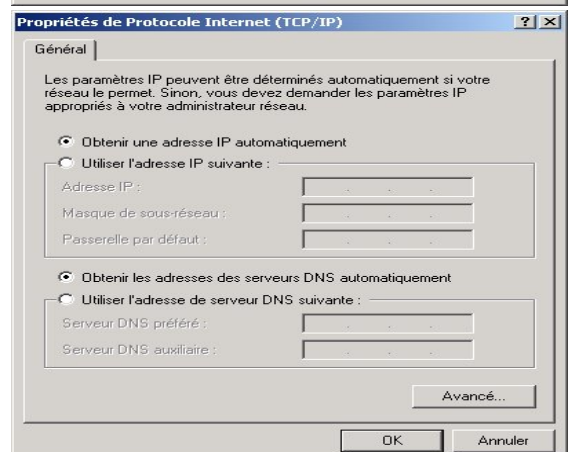 Propriétés de Protocole Internet (TCP/IP)
Général
Les paramètres IP peuvent être déterminés automatiquement si votre
réseau le permet. Sinon, vous devez demander les paramètres IP
appropriés à votre administrateur réseau.
Obtenir une adresse IP automatiquement
Utiliser l'adresse IP suivante :
Adresse IP :
Masque de sous-réseau :
Passerelle par défaut :
Obtenir les adresses des serveurs DNS automatiquement
Utiliser l'adresse de serveur DNS suivante :
Serveur DNS préféré :
Serveur DNS auxiliaire :
Avancé...
OK
Annuler